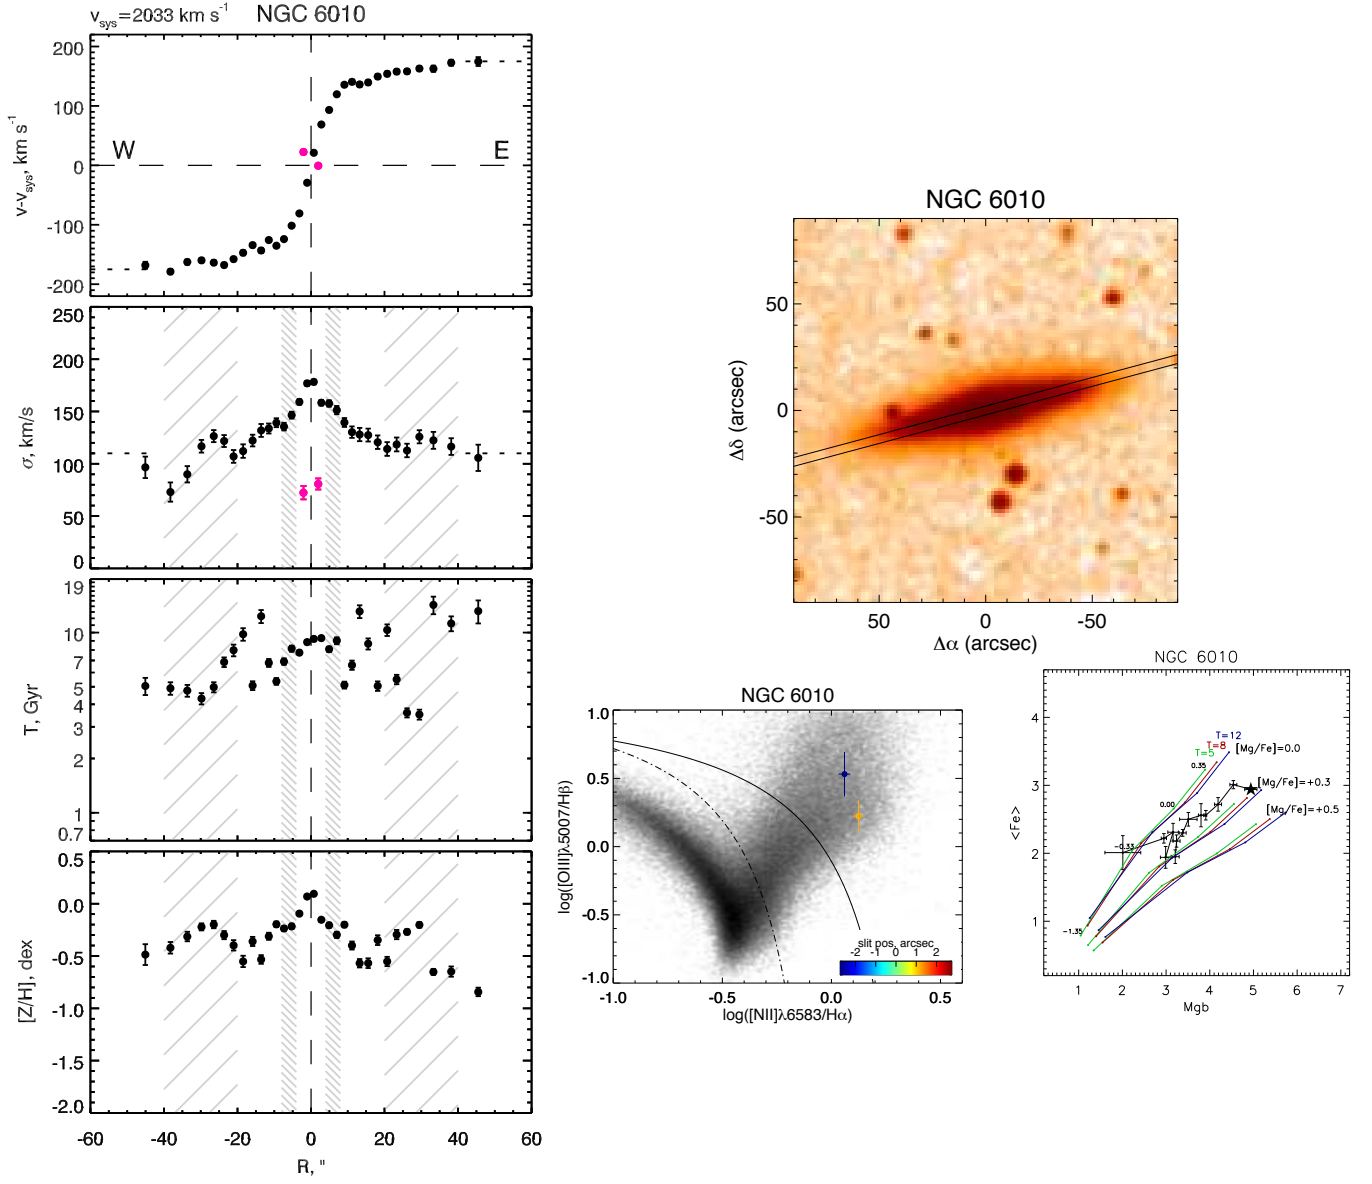 v_sys=2033 km s⁻¹ NGC 6010
200
100
0
-100
-200
v-v_sys, km s⁻¹
W
E
250
200
150
100
50
0
σ, km/s
19
10
7
5
4
3
2
1
0.7
T, Gyr
0.5
0.0
-0.5
-1.0
-1.5
-2.0
[Z/H], dex
-60 -40 -20 0 20 40 60
R, "
NGC 6010
50
0
-50
Δδ (arcsec)
50 0 -50
Δα (arcsec)
NGC 6010
1.0
0.5
0.0
-0.5
-1.0
log([OIII]λ5007/Hβ)
slit pos, arcsec
-2 -1 0 1 2
-1.0 -0.5 0.0 0.5
log([NII]λ6583/Hα)
NGC 6010
4
3
2
1
<Fe>
T=12
T=8
T=5
[Mg/Fe]=0.0
0.35
[Mg/Fe]=+0.3
0.00
[Mg/Fe]=+0.5
-0.33
-1.35
1 2 3 4 5 6 7
Mgb